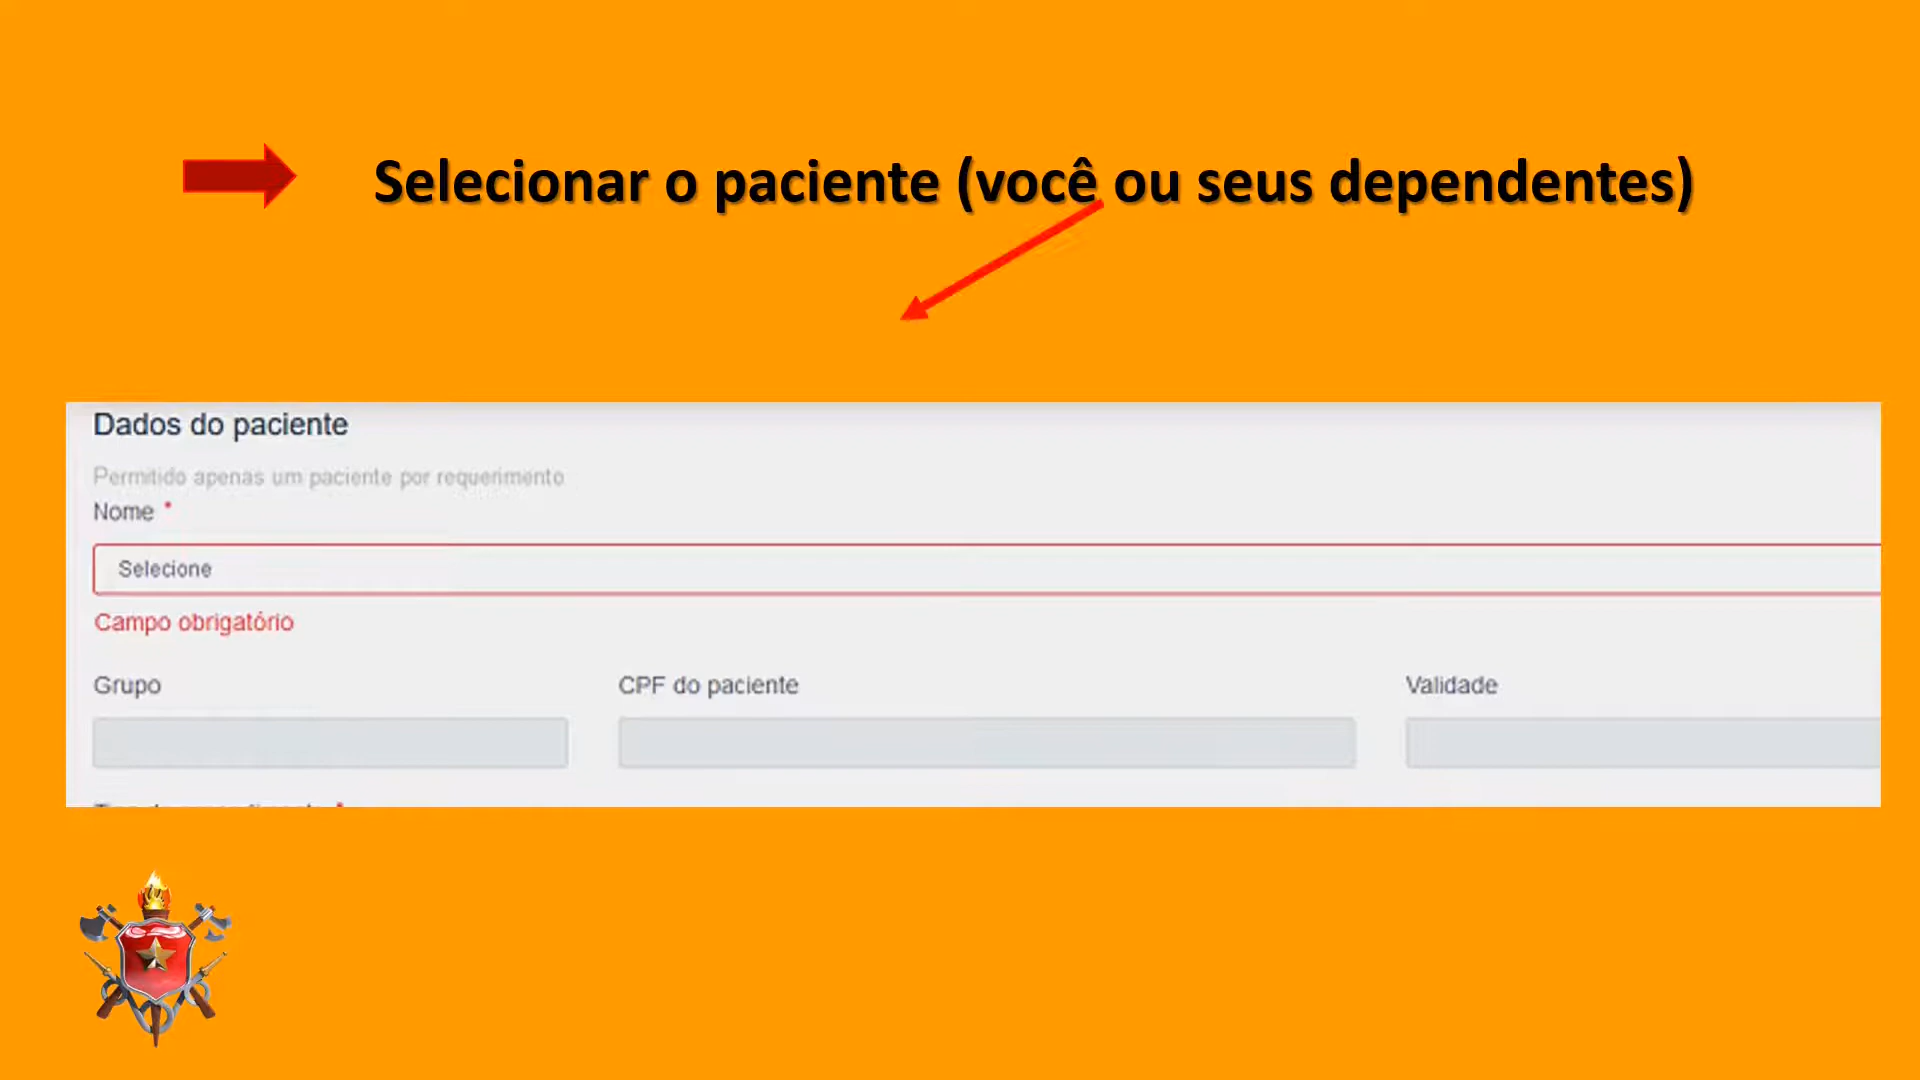 Selecionar o paciente (você ou seus dependentes)
Dados do paciente
Permitido apenas um paciente por requerimento
Nome *
Selecione
Campo obrigatório
Grupo CPF do paciente Validade